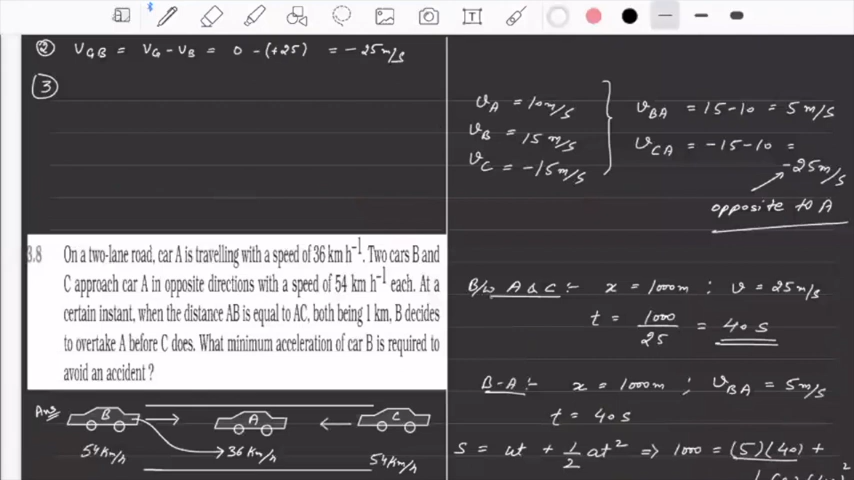 ② VGB = VG - VB = 0 - (+25) = -25 m/s
③
3.8 On a two-lane road, car A is travelling with a speed of 36 km h⁻¹. Two cars B and
C approach car A in opposite directions with a speed of 54 km h⁻¹ each. At a
certain instant, when the distance AB is equal to AC, both being 1 km, B decides
to overtake A before C does. What minimum acceleration of car B is required to
avoid an accident ?
Ans
B A C
54 Km/h 36 Km/h 54 Km/h
vA = 10 m/s
vB = 15 m/s
vC = -15 m/s
vBA = 15-10 = 5 m/s
vCA = -15-10 =
-25 m/s
opposite to A
B/w A & C :- x = 1000m ; v = 25 m/s
t = 1000/25 = 40 s
B-A :- x = 1000m ; vBA = 5 m/s
t = 40 s
S = ut + 1/2 at² ⇒ 1000 = (5)(40) +